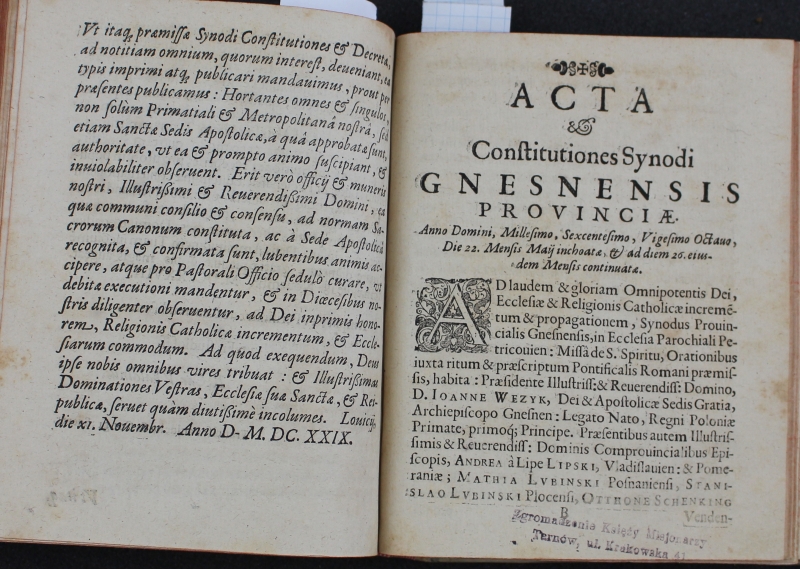 Vt itaq; præmissæ Synodi Constitutiones & Decreta,
ad notitiam omnium, quorum interest, deueniant, ea
typis imprimi atq; publicari mandauimus, prout per
præsentes publicamus: Hortantes omnes & singulos,
non solùm Primatiali & Metropolitanâ nostrâ, sed
etiam Sanctæ Sedis Apostolicæ, à quâ approbatæ sunt,
authoritate, vt ea & prompto animo suscipiant, &
inuiolabiliter obseruent. Erit verò officij & muneris
nostri, Illustrissimi & Reuerendissimi Domini, ea
quæ communi consilio & consensu, ad normam Sa-
crorum Canonum constituta, ac à Sede Apostolicâ
recognita, & confirmata sunt, lubentibus animis ac-
cipere, atque pro Pastorali Officio sedulò curare, vt
debitæ executioni mandentur, & in Diœcesibus no-
stris diligenter obseruentur, ad Dei inprimis hono-
rem, Religionis Catholicæ incrementum, & Eccle-
siarum commodum. Ad quod exequendum, Deus
ipse nobis omnibus vires tribuat: & Illustrissimas
Dominationes Vestras, Ecclesiæ suæ Sanctæ, & Rei-
publicæ, seruet quàm diutissimè incolumes. Louicij,
die xi. Nouembr. Anno D- M. DC. XXIX.
ACTA
&
Constitutiones Synodi
GNESNENSIS
PROVINCIÆ.
Anno Domini, Millesimo, Sexcentesimo, Vigesimo Octauo,
Die 22. Mensis Maij inchoatæ, & ad diem 26. eius-
dem Mensis continuatæ.
AD laudem & gloriam Omnipotentis Dei,
Ecclesiæ & Religionis Catholicæ incremē-
tum & propagationem, Synodus Prouin-
cialis Gnesnensis, in Ecclesia Parochiali Pe-
tricouien: Missâ de S. Spiritu, Orationibus
iuxta ritum & præscriptum Pontificalis Romani præmis-
sis, habita: Præsidente Illustriss: & Reuerendiss: Domino,
D. IOANNE WEZYK, Dei & Apostolicæ Sedis Gratia,
Archiepiscopo Gnesnen: Legato Nato, Regni Poloniæ
Primate, primoq; Principe. Præsentibus autem Illustris-
simis & Reuerendiss: Dominis Comprouincialibus Epi-
scopis, ANDREA à Lipe LIPSKI, Vladislauien: & Pome-
raniæ; MATHIA LVBINSKI Posnaniensi, STANI-
SLAO LVBINSKI Plocensi, OTTHONE SCHENKING
B Venden-
Zgromadzenie Księży Misjonarzy
Tarnów, ul. Krakowska 41